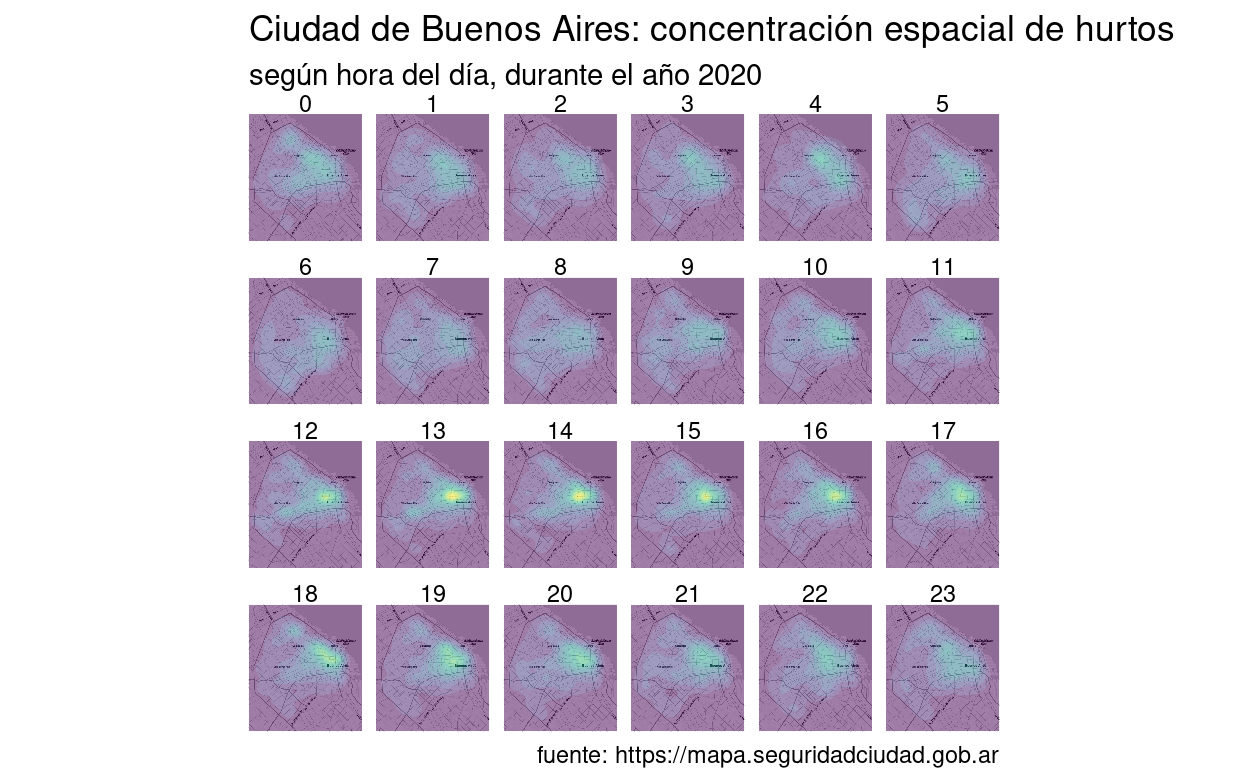 Ciudad de Buenos Aires: concentración espacial de hurtos
según hora del día, durante el año 2020
0 1 2 3 4 5
6 7 8 9 10 11
12 13 14 15 16 17
18 19 20 21 22 23
fuente: https://mapa.seguridadciudad.gob.ar